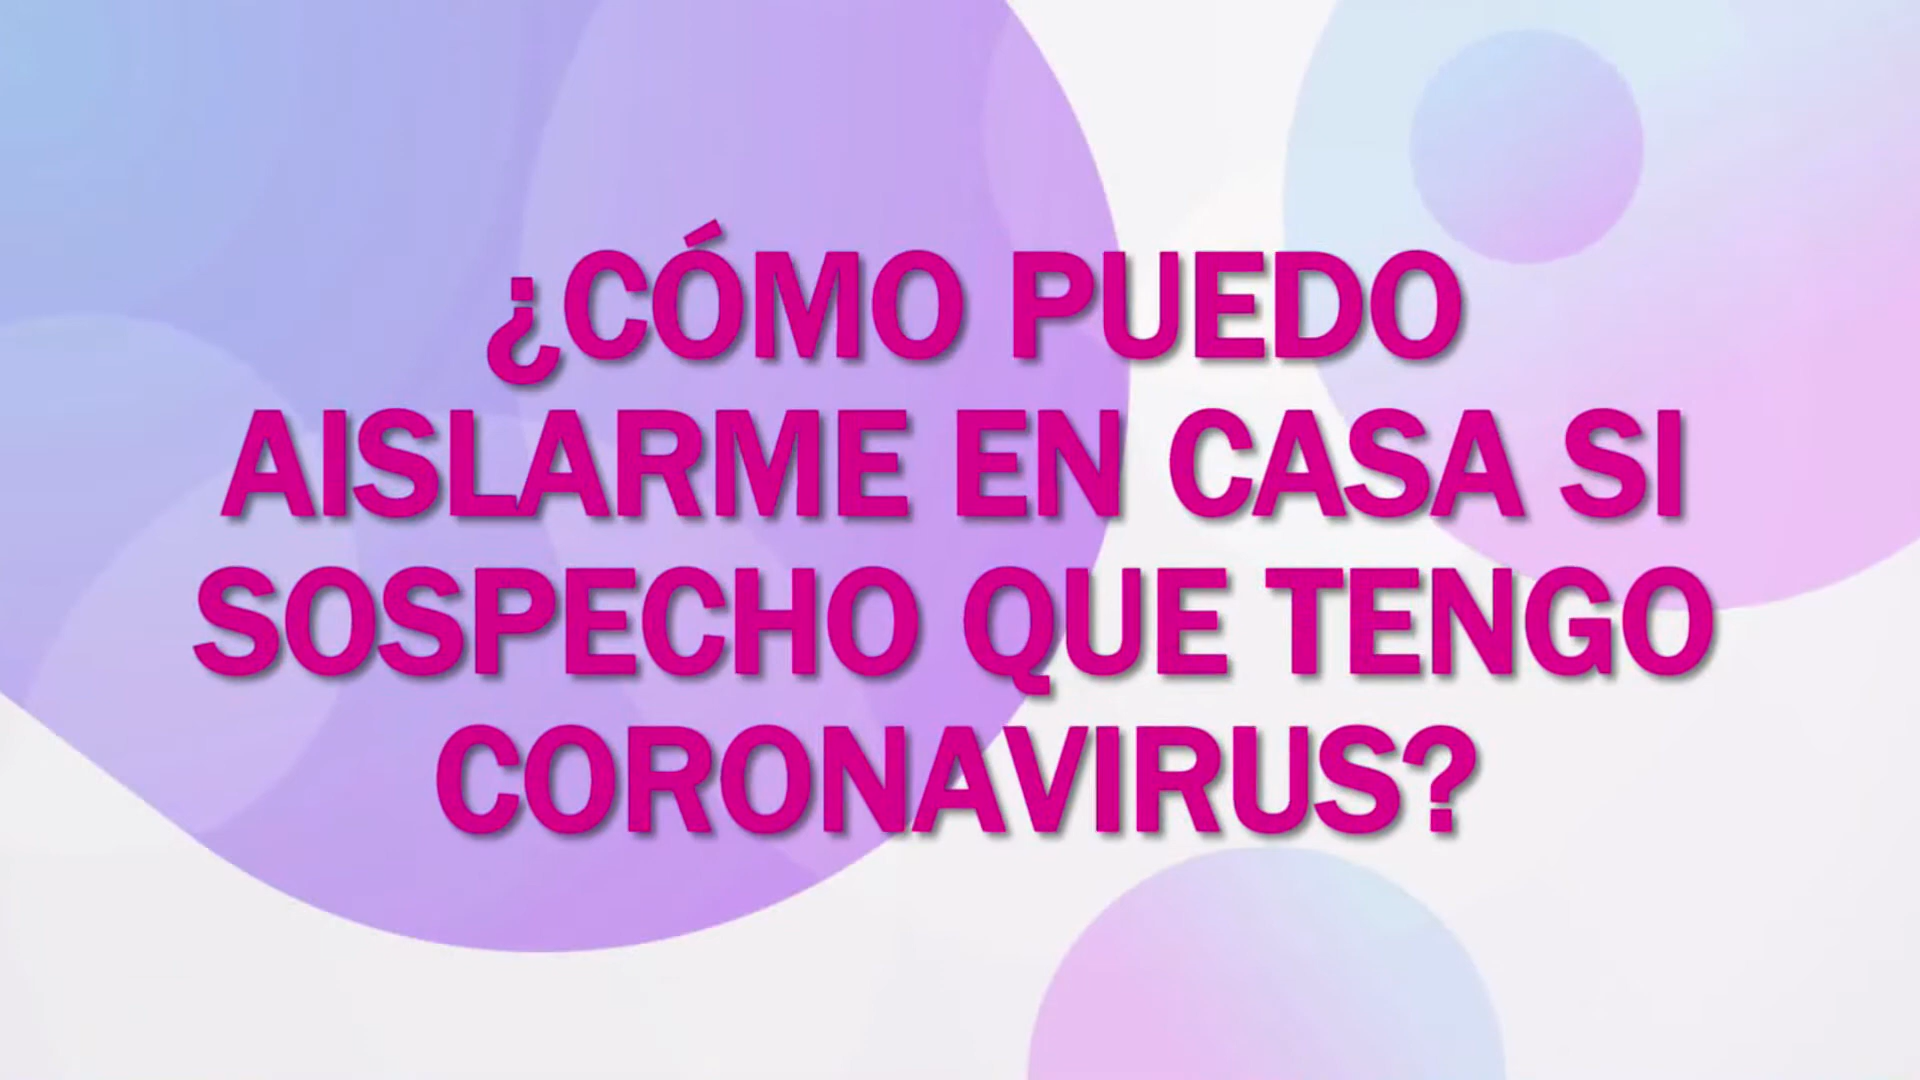 ¿CÓMO PUEDO
AISLARME EN CASA SI
SOSPECHO QUE TENGO
CORONAVIRUS?